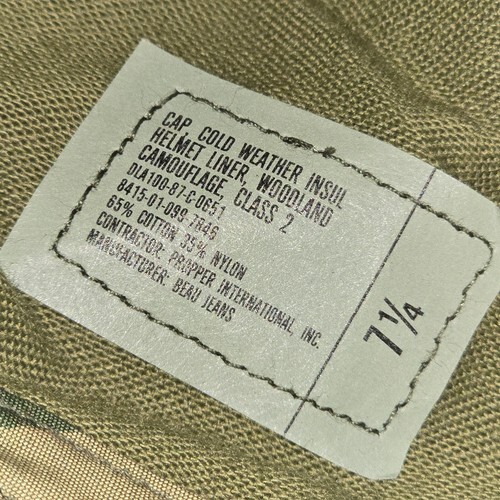 CAP, COLD WEATHER INSUL
HELMET LINER, WOODLAND
CAMOUFLAGE, CLASS 2
DLA100-87-C-0651
8415-01-099-7846
65% COTTON 35% NYLON
CONTRACTOR: PROPPER INTERNATIONAL, INC.
MANUFACTURER: BEAU JEANS
7 1/4